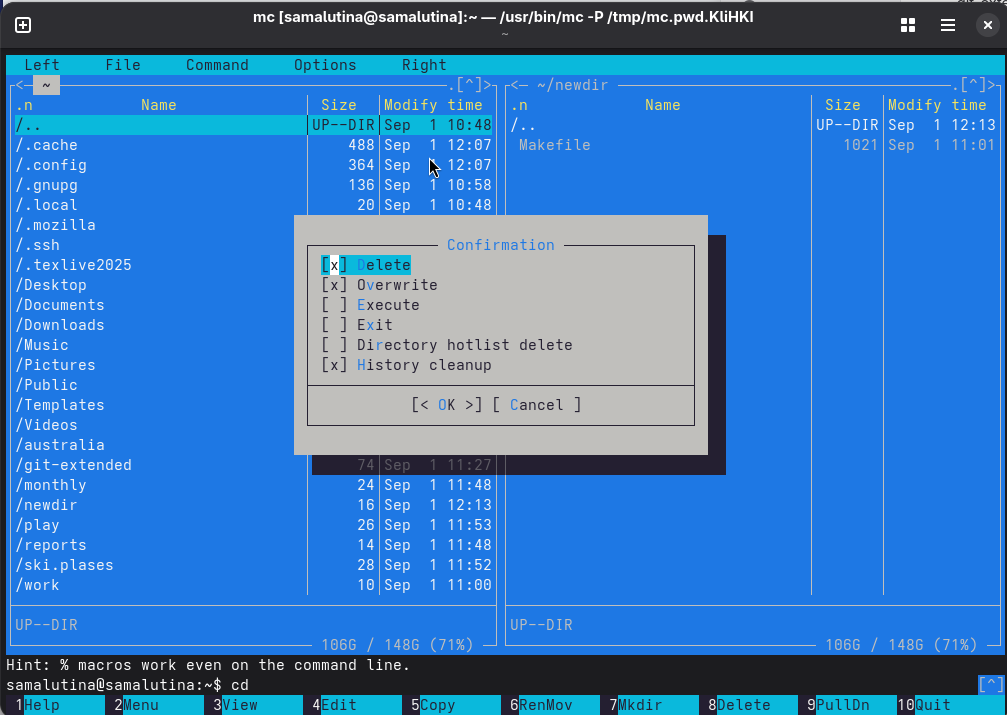 mc [samalutina@samalutina]:~ — /usr/bin/mc -P /tmp/mc.pwd.KliHKI
~
Left File Command Options Right
<— ~ .[^]> <— ~/newdir .[^]>
.n Name Size Modify time .n Name Size Modify time
/.. UP--DIR Sep 1 10:48 /.. UP--DIR Sep 1 12:13
/.cache 488 Sep 1 12:07 Makefile 1021 Sep 1 11:01
/.config 364 Sep 1 12:07
/.gnupg 136 Sep 1 10:58
/.local 20 Sep 1 10:48
/.mozilla
/.ssh Confirmation
/.texlive2025 [x] Delete
/Desktop [x] Overwrite
/Documents [ ] Execute
/Downloads [ ] Exit
/Music [ ] Directory hotlist delete
/Pictures [x] History cleanup
/Public
/Templates [< OK >] [ Cancel ]
/Videos
/australia
/git-extended 74 Sep 1 11:27
/monthly 24 Sep 1 11:48
/newdir 16 Sep 1 12:13
/play 26 Sep 1 11:53
/reports 14 Sep 1 11:48
/ski.plases 28 Sep 1 11:52
/work 10 Sep 1 11:00
UP--DIR UP--DIR
106G / 148G (71%) 106G / 148G (71%)
Hint: % macros work even on the command line.
samalutina@samalutina:~$ cd [^]
1Help 2Menu 3View 4Edit 5Copy 6RenMov 7Mkdir 8Delete 9PullDn 10Quit